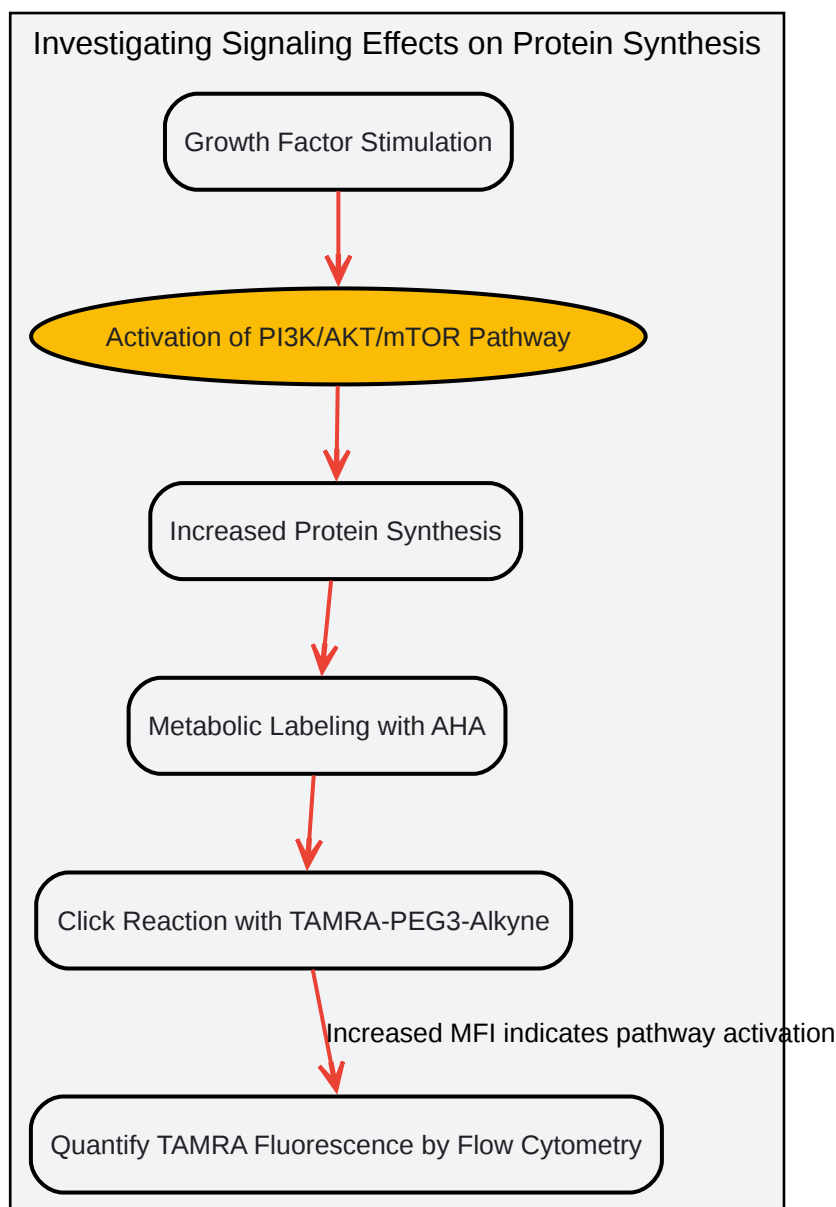 Investigating Signaling Effects on Protein Synthesis
Growth Factor Stimulation
Activation of PI3K/AKT/mTOR Pathway
Increased Protein Synthesis
Metabolic Labeling with AHA
Click Reaction with TAMRA-PEG3-Alkyne
Increased MFI indicates pathway activation
Quantify TAMRA Fluorescence by Flow Cytometry